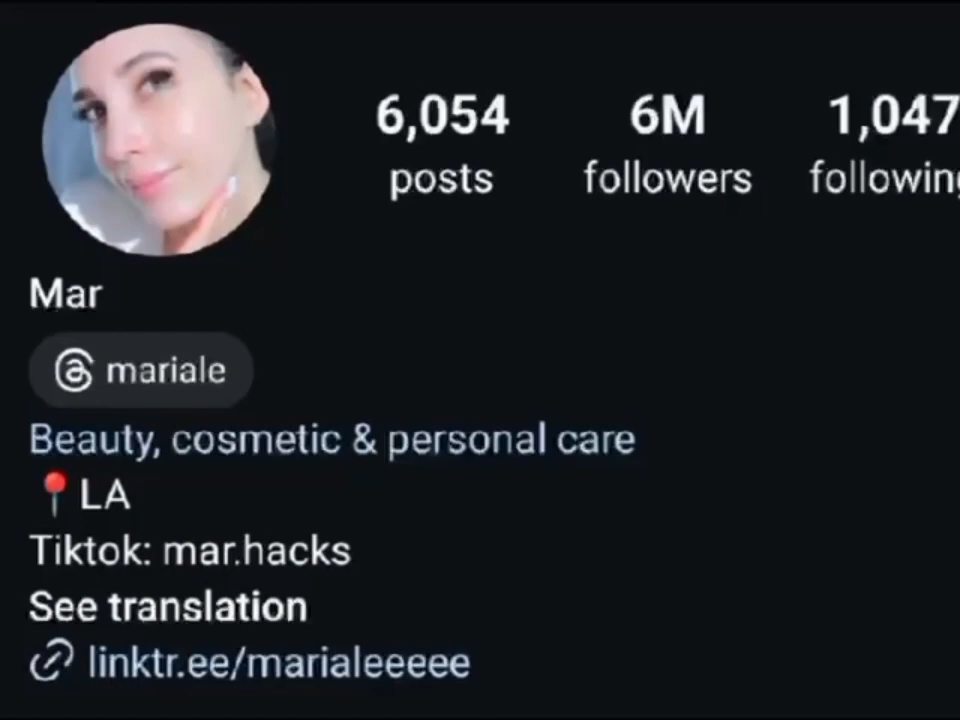 6,054 6M 1,047
posts followers following
Mar
mariale
Beauty, cosmetic & personal care
📍LA
Tiktok: mar.hacks
See translation
linktr.ee/marialeeeee